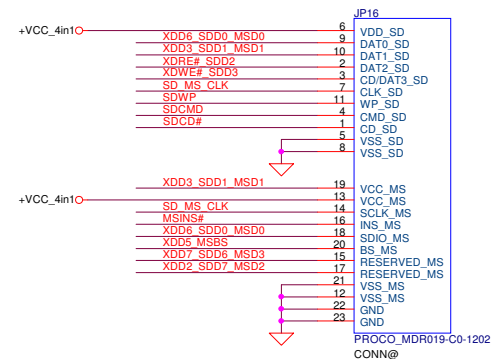 JP16
+VCC_4in1 6 VDD_SD
XDD6_SDD0_MSD0 9 DAT0_SD
XDD3_SDD1_MSD1 10 DAT1_SD
XDRE#_SDD2 2 DAT2_SD
XDWE#_SDD3 3 CD/DAT3_SD
SD_MS_CLK 7 CLK_SD
SDWP 11 WP_SD
SDCMD 4 CMD_SD
SDCD# 1 CD_SD
5 VSS_SD
8 VSS_SD
XDD3_SDD1_MSD1 19 VCC_MS
+VCC_4in1 13 VCC_MS
SD_MS_CLK 14 SCLK_MS
MSINS# 16 INS_MS
XDD6_SDD0_MSD0 18 SDIO_MS
XDD5_MSBS 20 BS_MS
XDD7_SDD6_MSD3 15 RESERVED_MS
XDD2_SDD7_MSD2 17 RESERVED_MS
21 VSS_MS
12 VSS_MS
22 GND
23 GND
PROCO_MDR019-C0-1202
CONN@